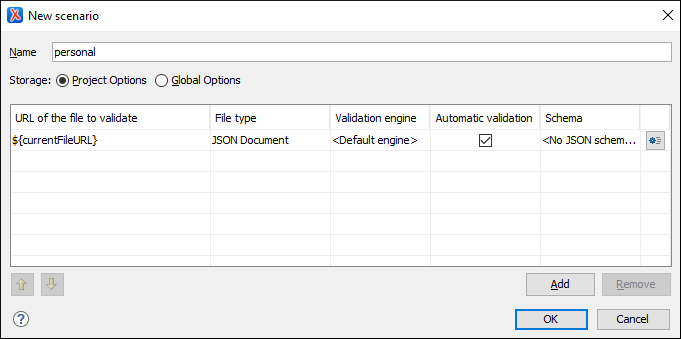 New scenario
Name personal
Storage: Project Options Global Options
URL of the file to validate File type Validation engine Automatic validation Schema
${currentFileURL} JSON Document <Default engine> <No JSON schem...
Add Remove
? OK Cancel